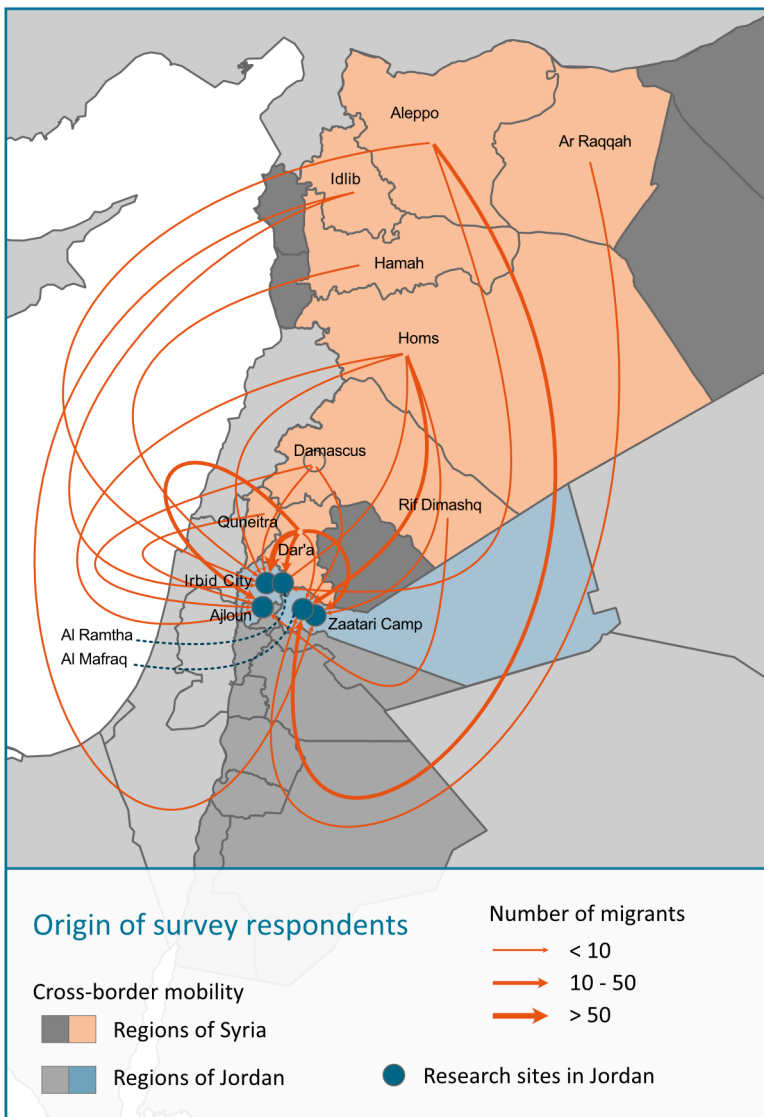 Aleppo
Ar Raqqah
Idlib
Hamah
Homs
Damascus
Rif Dimashq
Quneitra
Dar'a
Irbid City
Ajloun
Zaatari Camp
Al Ramtha
Al Mafraq
Origin of survey respondents
Number of migrants
< 10
10 - 50
> 50
Cross-border mobility
Regions of Syria
Regions of Jordan
Research sites in Jordan